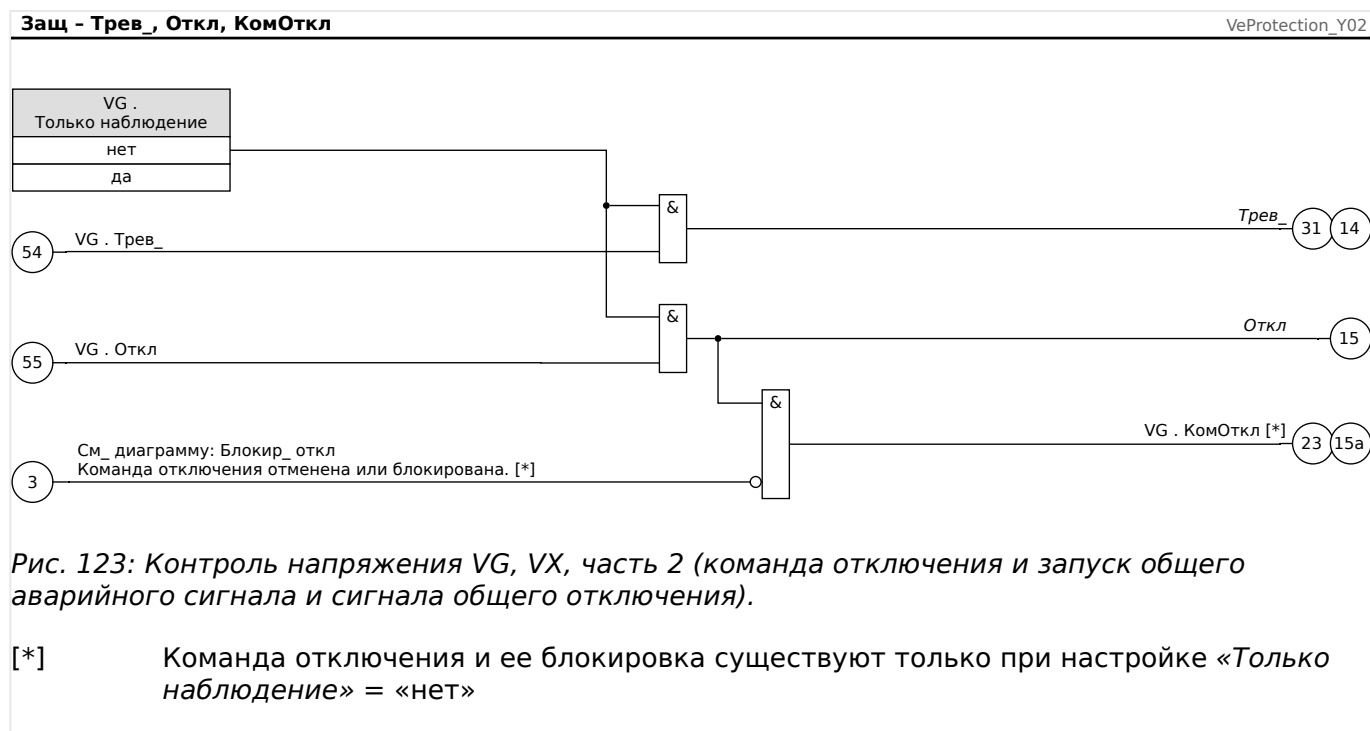 Защ – Трев_, Откл, КомОткл
VeProtection_Y02
VG .
Только наблюдение
нет
да
&
Трев_
31
14
54
VG . Трев_
&
Откл
15
55
VG . Откл
&
VG . КомОткл [*]
23
15a
См_ диаграмму: Блокир_ откл
Команда отключения отменена или блокирована. [*]
3
Рис. 123: Контроль напряжения VG, VX, часть 2 (команда отключения и запуск общего
аварийного сигнала и сигнала общего отключения).
[*] Команда отключения и ее блокировка существуют только при настройке «Только
наблюдение» = «нет»